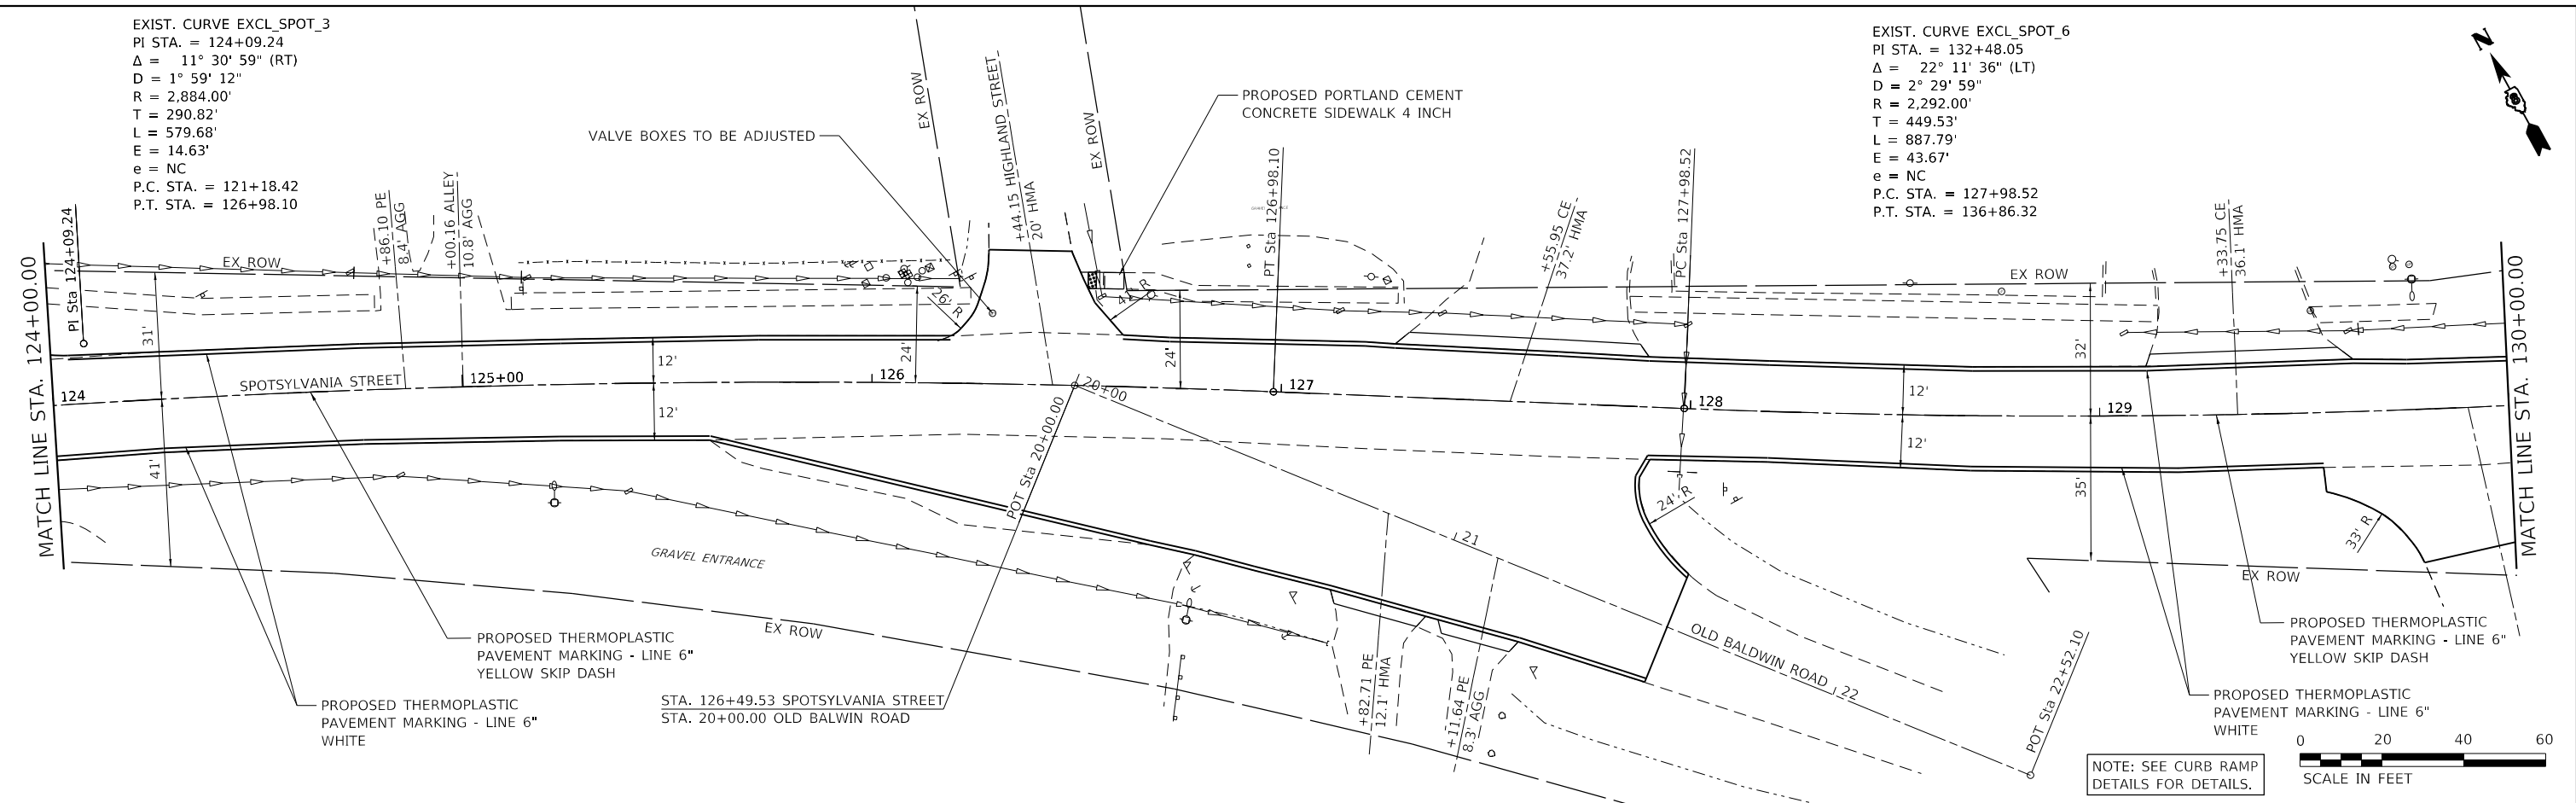 EXIST. CURVE EXCL_SPOT_3
PI STA. = 124+09.24
Δ = 11° 30' 59" (RT)
D = 1° 59' 12"
R = 2,884.00'
T = 290.82'
L = 579.68'
E = 14.63'
e = NC
P.C. STA. = 121+18.42
P.T. STA. = 126+98.10
EXIST. CURVE EXCL_SPOT_6
PI STA. = 132+48.05
Δ = 22° 11' 36" (LT)
D = 2° 29' 59"
R = 2,292.00'
T = 449.53'
L = 887.79'
E = 43.67'
e = NC
P.C. STA. = 127+98.52
P.T. STA. = 136+86.32
N
VALVE BOXES TO BE ADJUSTED
PROPOSED PORTLAND CEMENT
CONCRETE SIDEWALK 4 INCH
EX ROW
EX ROW
+44.15 HIGHLAND STREET
20' HMA
MATCH LINE STA. 124+00.00
PI Sta 124+09.24
EX ROW
+86.10 PE
8.4' AGG
+00.16 ALLEY
10.8' AGG
PT Sta 126+98.10
+55.95 CE
37.2' HMA
PC Sta 127+98.52
+33.75 CE
36.1' HMA
EX ROW
MATCH LINE STA. 130+00.00
31'
41'
12'
12'
24'
26' R
24'
32'
35'
12'
12'
24' R
33' R
124
SPOTSYLVANIA STREET
125+00
126
20+00
127
128
129
POT Sta 20+00.00
21
GRAVEL ENTRANCE
EX ROW
EX ROW
OLD BALDWIN ROAD
22
POT Sta 22+52.10
+82.71 PE
12.1' HMA
+11.64 PE
8.3' AGG
PROPOSED THERMOPLASTIC
PAVEMENT MARKING - LINE 6"
YELLOW SKIP DASH
PROPOSED THERMOPLASTIC
PAVEMENT MARKING - LINE 6"
WHITE
STA. 126+49.53 SPOTSYLVANIA STREET
STA. 20+00.00 OLD BALWIN ROAD
PROPOSED THERMOPLASTIC
PAVEMENT MARKING - LINE 6"
YELLOW SKIP DASH
PROPOSED THERMOPLASTIC
PAVEMENT MARKING - LINE 6"
WHITE
NOTE: SEE CURB RAMP
DETAILS FOR DETAILS.
0 20 40 60
SCALE IN FEET